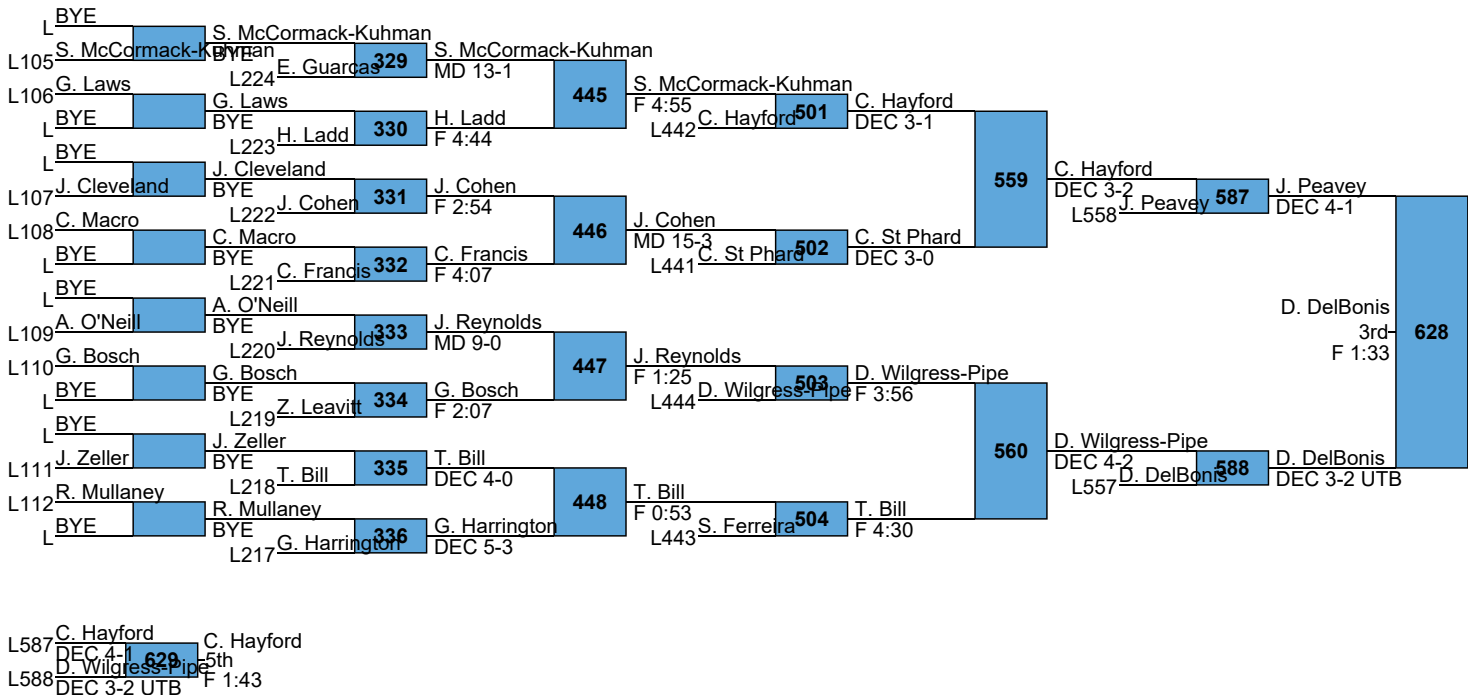 BYE
L
S. McCormack-Kuhman
L105
S. McCormack-Kuhman
BYE
G. Laws
L106
BYE
L
G. Laws
BYE
BYE
L
J. Cleveland
L107
J. Cleveland
BYE
C. Macro
L108
BYE
L
C. Macro
BYE
BYE
L
A. O'Neill
L109
A. O'Neill
BYE
G. Bosch
L110
BYE
L
G. Bosch
BYE
BYE
L
J. Zeller
L111
J. Zeller
BYE
R. Mullaney
L112
BYE
L
R. Mullaney
BYE
L224
E. Guarcas
329
S. McCormack-Kuhman
MD 13-1
L223
H. Ladd
330
H. Ladd
F 4:44
L222
J. Cohen
331
J. Cohen
F 2:54
L221
C. Francis
332
C. Francis
F 4:07
L220
J. Reynolds
333
J. Reynolds
MD 9-0
L219
Z. Leavitt
334
G. Bosch
F 2:07
L218
T. Bill
335
T. Bill
DEC 4-0
L217
G. Harrington
336
G. Harrington
DEC 5-3
445
S. McCormack-Kuhman
F 4:55
446
J. Cohen
MD 15-3
447
J. Reynolds
F 1:25
448
T. Bill
F 0:53
L442
C. Hayford
501
C. Hayford
DEC 3-1
L441
C. St Phard
502
C. St Phard
DEC 3-0
L444
D. Wilgress-Pipe
503
D. Wilgress-Pipe
F 3:56
L443
S. Ferreira
504
T. Bill
F 4:30
559
C. Hayford
DEC 3-2
560
D. Wilgress-Pipe
DEC 4-2
L558
J. Peavey
587
J. Peavey
DEC 4-1
L557
D. DelBonis
588
D. DelBonis
DEC 3-2 UTB
628
D. DelBonis
3rd
F 1:33
L587
C. Hayford
DEC 4-1
L588
D. Wilgress-Pipe
DEC 3-2 UTB
629
C. Hayford
5th
F 1:43